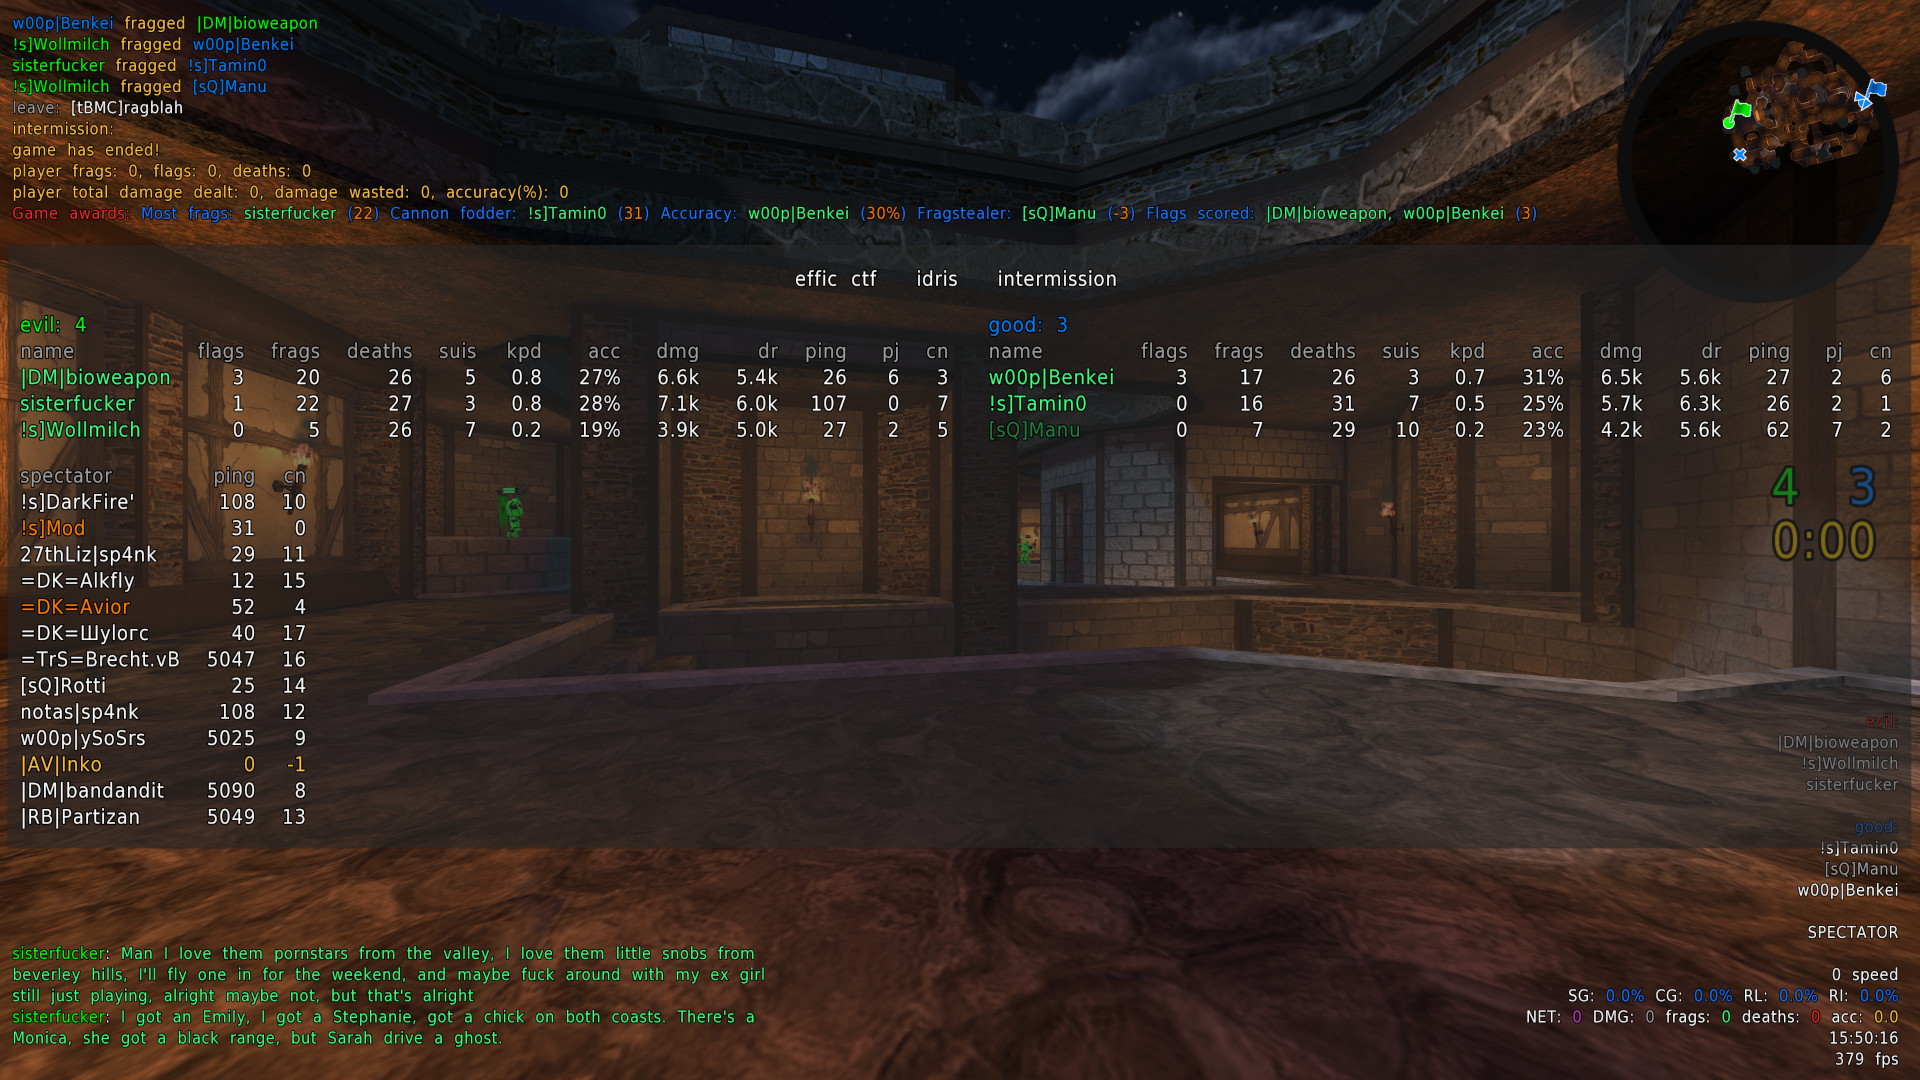 w00p|Benkei fragged |DM|bioweapon
!s]Wollmilch fragged w00p|Benkei
sisterfucker fragged !s]Tamin0
!s]Wollmilch fragged [sQ]Manu
leave: [tBMC]ragblah
intermission:
game has ended!
player frags: 0, flags: 0, deaths: 0
player total damage dealt: 0, damage wasted: 0, accuracy(%): 0
Game awards: Most frags: sisterfucker (22) Cannon fodder: !s]Tamin0 (31) Accuracy: w00p|Benkei (30%) Fragstealer: [sQ]Manu (-3) Flags scored: |DM|bioweapon, w00p|Benkei (3)
effic ctf idris intermission
evil: 4
name flags frags deaths suis kpd acc dmg dr ping pj cn
|DM|bioweapon 3 20 26 5 0.8 27% 6.6k 5.4k 26 6 3
sisterfucker 1 22 27 3 0.8 28% 7.1k 6.0k 107 0 7
!s]Wollmilch 0 5 26 7 0.2 19% 3.9k 5.0k 27 2 5
good: 3
name flags frags deaths suis kpd acc dmg dr ping pj cn
w00p|Benkei 3 17 26 3 0.7 31% 6.5k 5.6k 27 2 6
!s]Tamin0 0 16 31 7 0.5 25% 5.7k 6.3k 26 2 1
[sQ]Manu 0 7 29 10 0.2 23% 4.2k 5.6k 62 7 2
spectator ping cn
!s]DarkFire' 108 10
!s]Mod 31 0
27thLiz|sp4nk 29 11
=DK=Alkfly 12 15
=DK=Avior 52 4
=DK=Шylorc 40 17
=TrS=Brecht.vB 5047 16
[sQ]Rotti 25 14
notas|sp4nk 108 12
w00p|ySoSrs 5025 9
|AV|Inko 0 -1
|DM|bandandit 5090 8
|RB|Partizan 5049 13
4 3
0:00
evil:
|DM|bioweapon
!s]Wollmilch
sisterfucker
good:
!s]Tamin0
[sQ]Manu
w00p|Benkei
SPECTATOR
0 speed
SG: 0.0% CG: 0.0% RL: 0.0% RI: 0.0%
NET: 0 DMG: 0 frags: 0 deaths: 0 acc: 0.0
15:50:16
379 fps
sisterfucker: Man I love them pornstars from the valley, I love them little snobs from
beverley hills, I'll fly one in for the weekend, and maybe fuck around with my ex girl
still just playing, alright maybe not, but that's alright
sisterfucker: I got an Emily, I got a Stephanie, got a chick on both coasts. There's a
Monica, she got a black range, but Sarah drive a ghost.